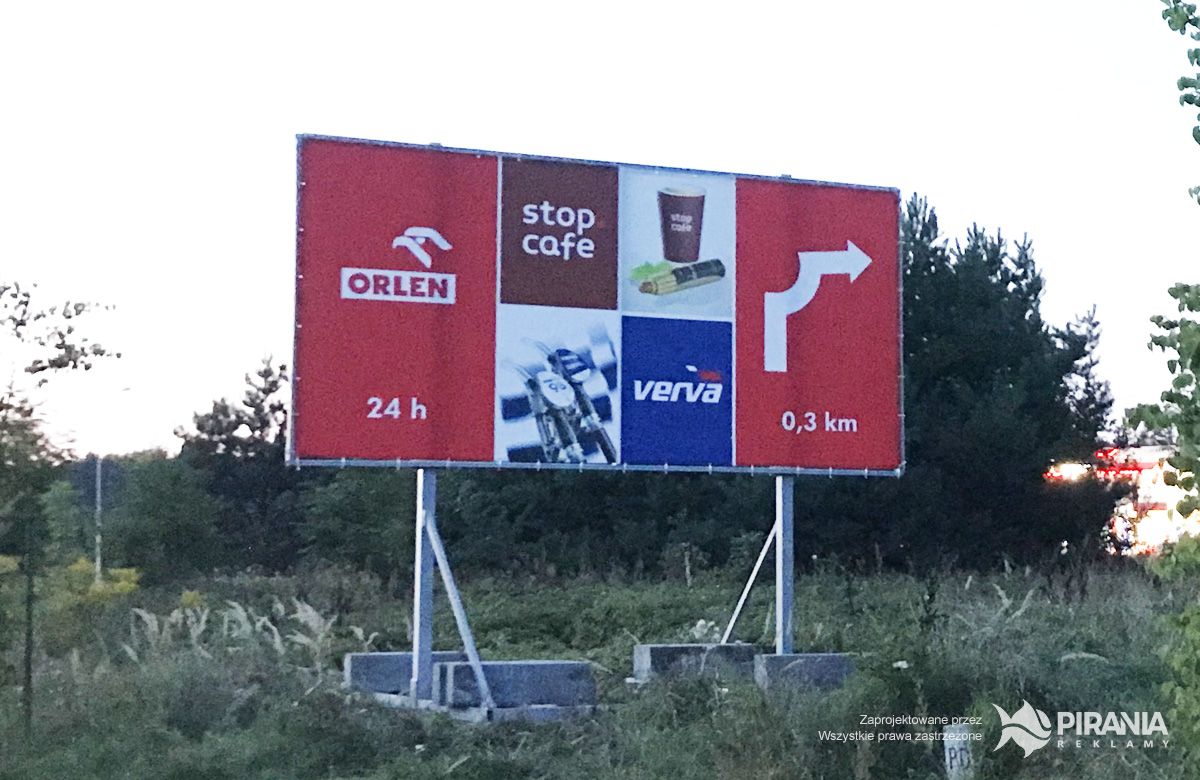 ORLEN
24 h
stop.
cafe
stop
cafe
verva
0,3 km
Zaprojektowane przez
Wszystkie prawa zastrzeżone
PIRANIA
REKLAMY